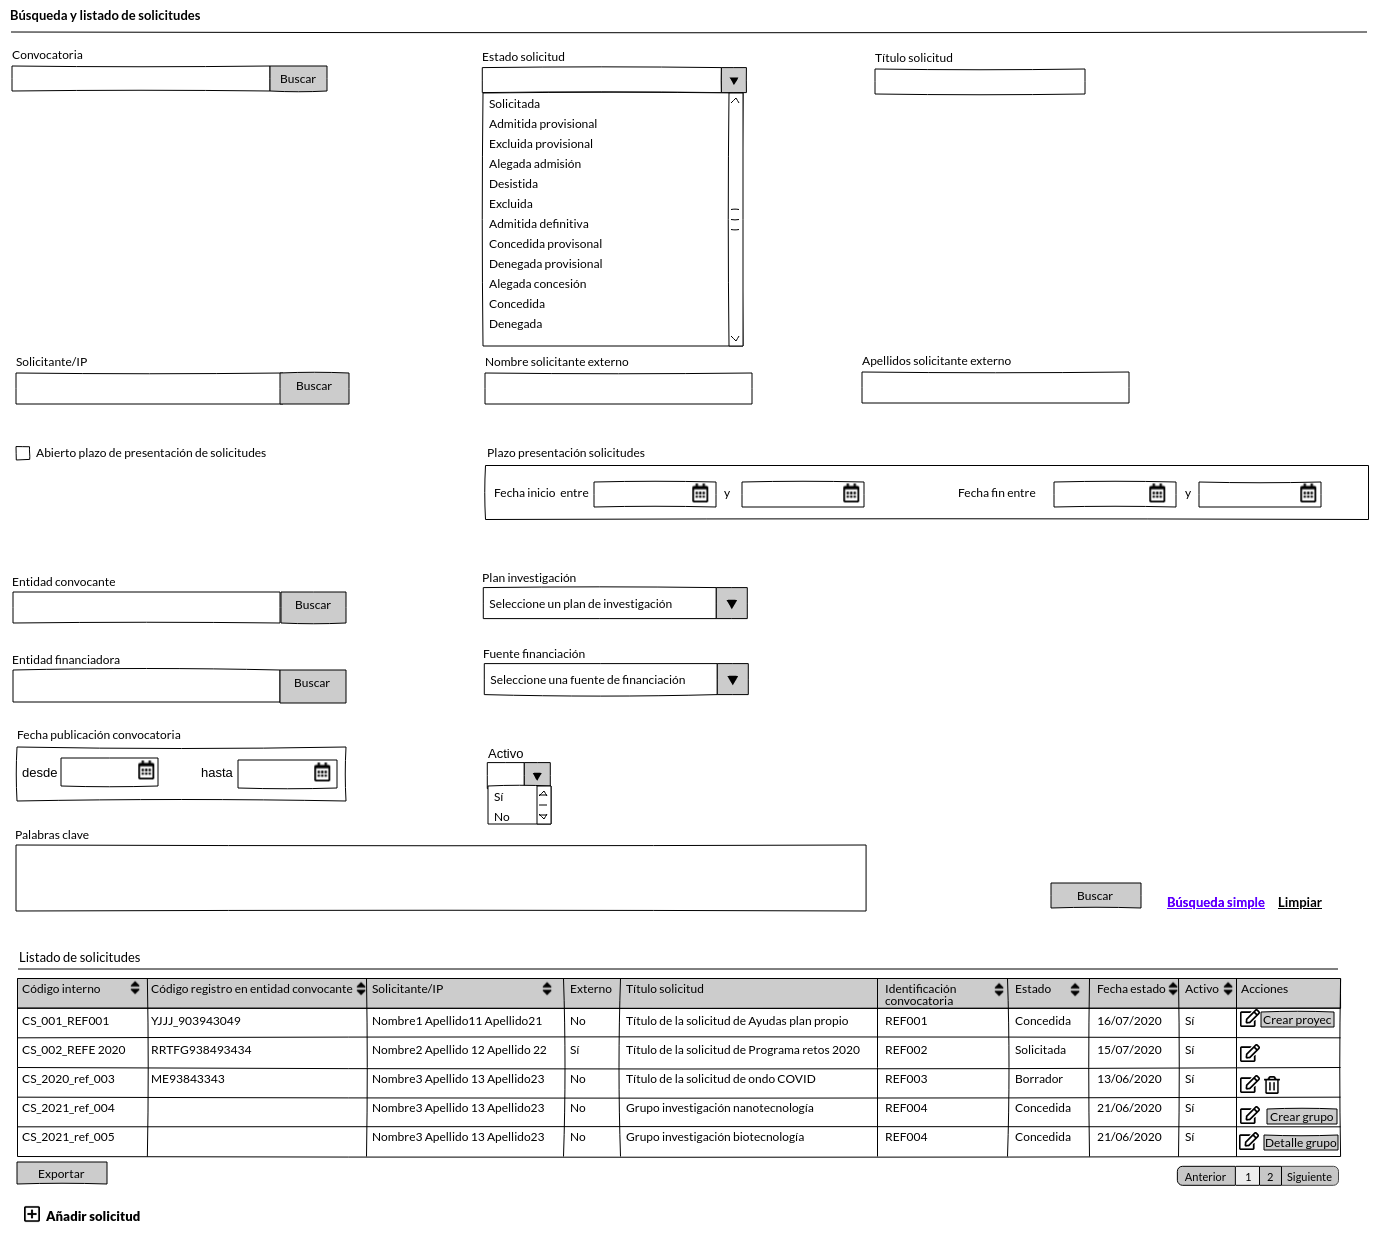 Búsqueda y listado de solicitudes
Convocatoria
Buscar
Estado solicitud
Título solicitud
Solicitada
Admitida provisional
Excluida provisional
Alegada admisión
Desistida
Excluida
Admitida definitiva
Concedida provisonal
Denegada provisional
Alegada concesión
Concedida
Denegada
Solicitante/IP
Buscar
Nombre solicitante externo
Apellidos solicitante externo
Abierto plazo de presentación de solicitudes
Plazo presentación solicitudes
Fecha inicio entre y Fecha fin entre y
Entidad convocante
Buscar
Plan investigación
Seleccione un plan de investigación
Entidad financiadora
Buscar
Fuente financiación
Seleccione una fuente de financiación
Fecha publicación convocatoria
desde hasta
Activo
Sí
No
Palabras clave
Buscar Búsqueda simple Limpiar
Listado de solicitudes
Código interno Código registro en entidad convocante Solicitante/IP Externo Título solicitud Identificación convocatoria Estado Fecha estado Activo Acciones
CS_001_REF001 YJJJ_903943049 Nombre1 Apellido11 Apellido21 No Título de la solicitud de Ayudas plan propio REF001 Concedida 16/07/2020 Sí Crear proyec
CS_002_REFE 2020 RRTFG938493434 Nombre2 Apellido 12 Apellido 22 Sí Título de la solicitud de Programa retos 2020 REF002 Solicitada 15/07/2020 Sí
CS_2020_ref_003 ME93843343 Nombre3 Apellido 13 Apellido23 No Título de la solicitud de ondo COVID REF003 Borrador 13/06/2020 Sí
CS_2021_ref_004 Nombre3 Apellido 13 Apellido23 No Grupo investigación nanotecnología REF004 Concedida 21/06/2020 Sí Crear grupo
CS_2021_ref_005 Nombre3 Apellido 13 Apellido23 No Grupo investigación biotecnología REF004 Concedida 21/06/2020 Sí Detalle grupo
Exportar
Anterior 1 2 Siguiente
Añadir solicitud